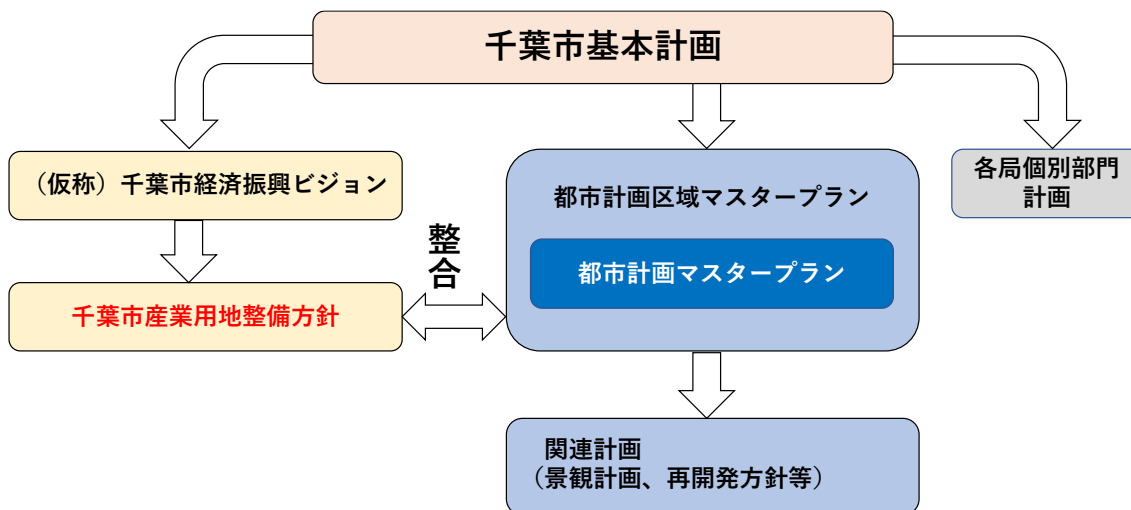 千葉市基本計画
(仮称)千葉市経済振興ビジョン
都市計画区域マスタープラン
各局個別部門
計画
整
合
都市計画マスタープラン
千葉市産業用地整備方針
関連計画
(景観計画、再開発方針等)